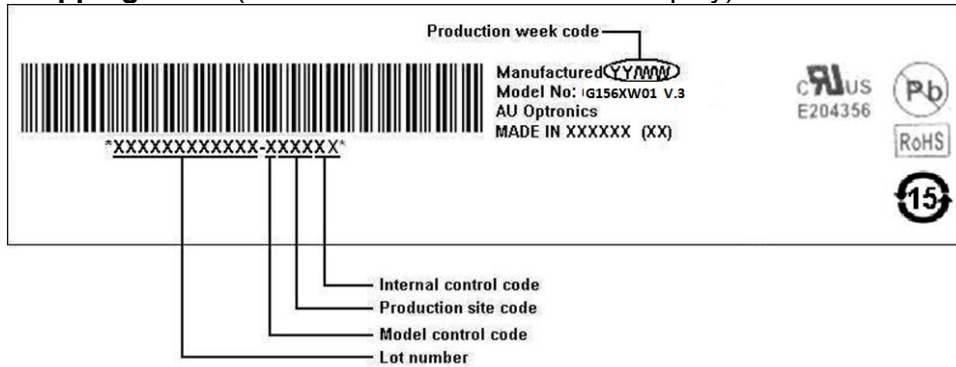 Production week code
Manufactured YY/WW
Model No: G156XW01 V.3
AU Optronics
MADE IN XXXXXX (XX)
*XXXXXXXXXXXX-XXXXXX*
c US
E204356
Pb
RoHS
15
Internal control code
Production site code
Model control code
Lot number